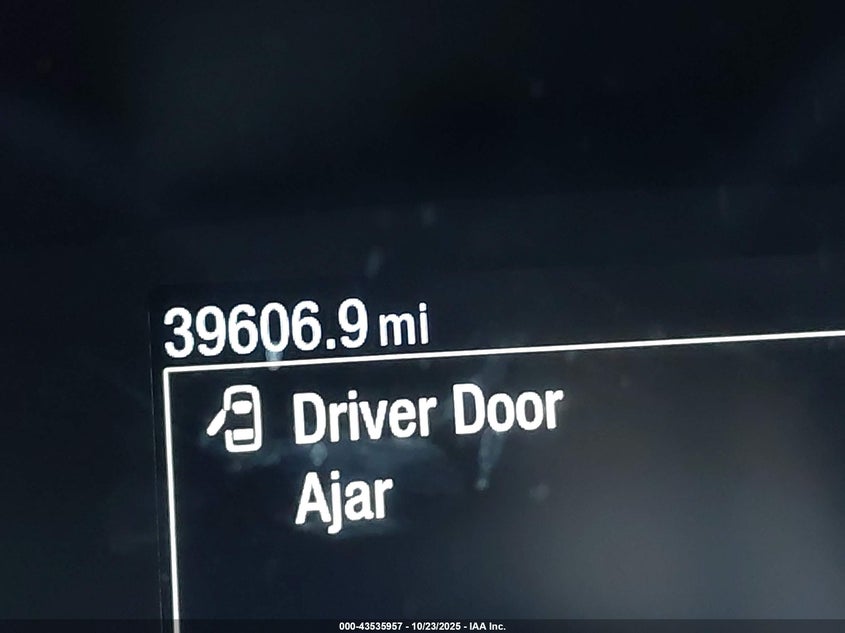 39606.9 mi
Driver Door
Ajar
000-43535957 - 10/23/2025 - IAA Inc.